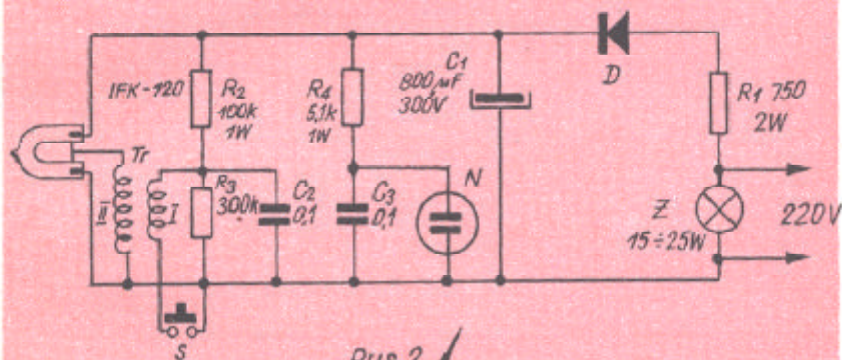 IFK-120
Tr
II
I
R2
100k
1W
R3
300k
S
C2
0,1
R4
5,1k
1W
C3
0,1
N
C1
800µF
300V
D
R1 750
2W
Z
15÷25W
220V